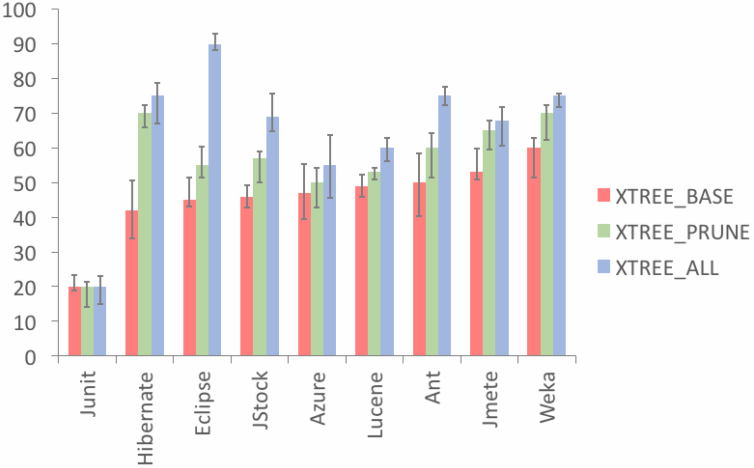 100
90
80
70
60
50
40
30
20
10
0
Junit
Hibernate
Eclipse
JStock
Azure
Lucene
Ant
Jmete
Weka
XTREE_BASE
XTREE_PRUNE
XTREE_ALL